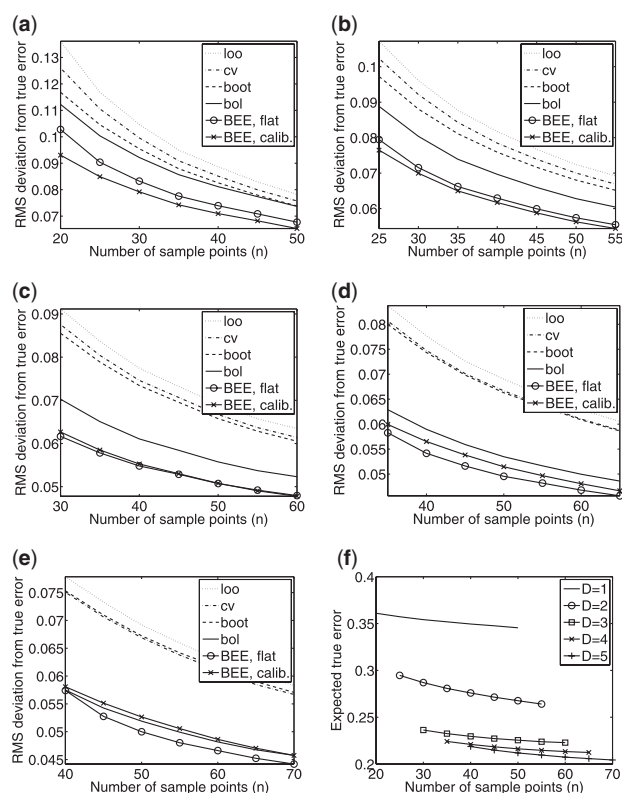 (a)
RMS deviation from true error
0.13
0.12
0.11
0.1
0.09
0.08
0.07
20
30
40
50
Number of sample points (n)
loo
cv
boot
bol
BEE, flat
BEE, calib.
(b)
RMS deviation from true error
0.1
0.09
0.08
0.07
0.06
25
30
35
40
45
50
55
Number of sample points (n)
loo
cv
boot
bol
BEE, flat
BEE, calib.
(c)
RMS deviation from true error
0.09
0.08
0.07
0.06
0.05
30
40
50
60
Number of sample points (n)
loo
cv
boot
bol
BEE, flat
BEE, calib.
(d)
RMS deviation from true error
0.08
0.075
0.07
0.065
0.06
0.055
0.05
40
50
60
Number of sample points (n)
loo
cv
boot
bol
BEE, flat
BEE, calib.
(e)
RMS deviation from true error
0.075
0.07
0.065
0.06
0.055
0.05
0.045
40
50
60
70
Number of sample points (n)
loo
cv
boot
bol
BEE, flat
BEE, calib.
(f)
Expected true error
0.4
0.35
0.3
0.25
0.2
20
30
40
50
60
70
Number of sample points (n)
D=1
D=2
D=3
D=4
D=5